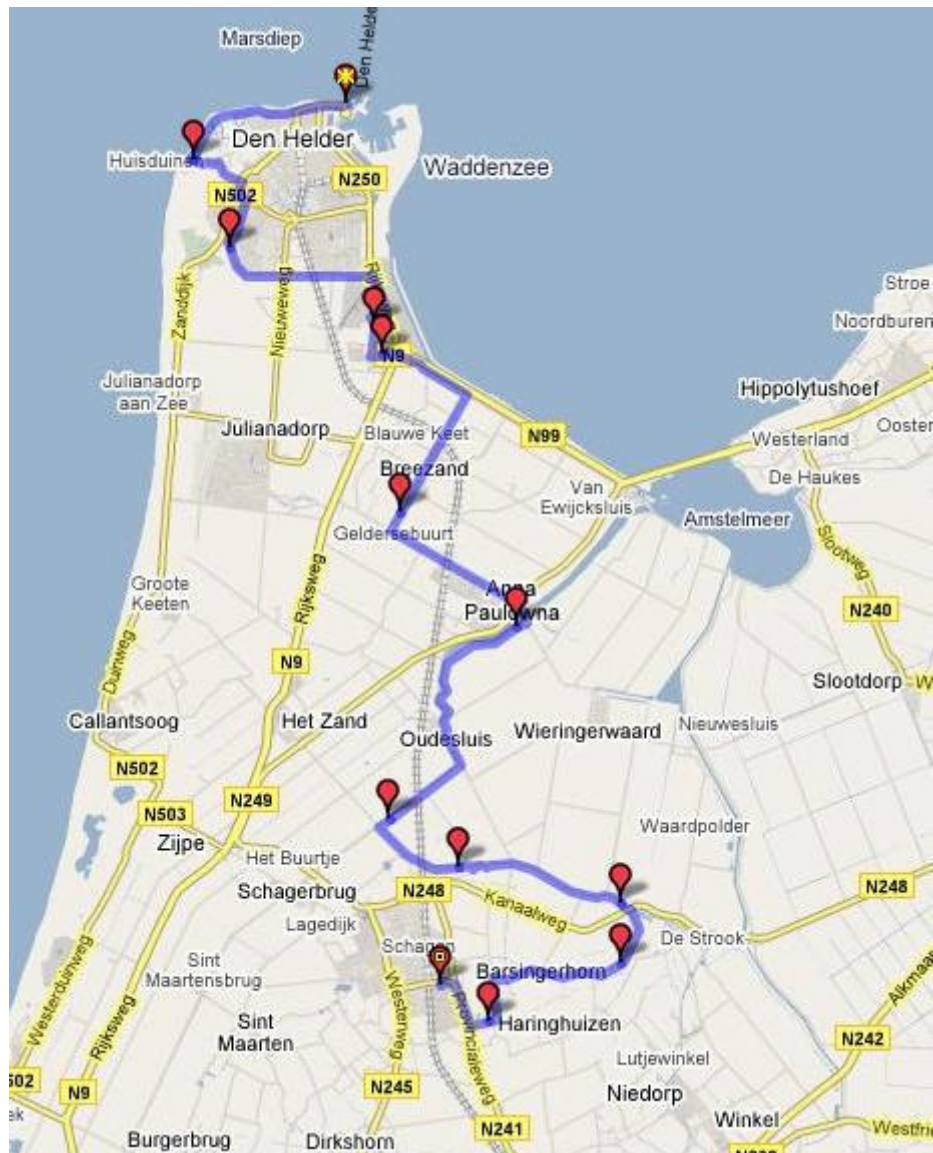 Marsdiep
Den Helde
Den Helder
Huisduinen
Waddenzee
N250
N502
Stroe
Zanddijk
Nieuweweg
Noordburen
N9
Julianadorp
aan Zee
Hippolytushoef
Julianadorp
Blauwe Keet
N99
Westerland
Ooster
Breezand
De Haukes
Van
Ewijcksluis
Amstelmeer
Geldersebuurt
Slootweg
Groote
Keeten
Anna
Paulowna
Rijksweg
N240
Duinweg
N9
Slootdorp
Callantsoog
Het Zand
Wieringerwaard
Nieuwesluis
Oudesluis
N502
N249
N503
Waardpolder
Zijpe
Het Buurtje
Schagerbrug
N248
N248
Kanaalweg
Lagedijk
De Strook
Schagen
Sint
Maartensbrug
Barsingerhorn
Westerduinweg
Rijksweg
Westerweg
Provincialeweg
Alkmaar
Haringhuizen
Sint
Maarten
N242
Lutjewinkel
502
N9
N245
Niedorp
Winkel
N241
Burgerbrug
Dirkshorn
Westfrie